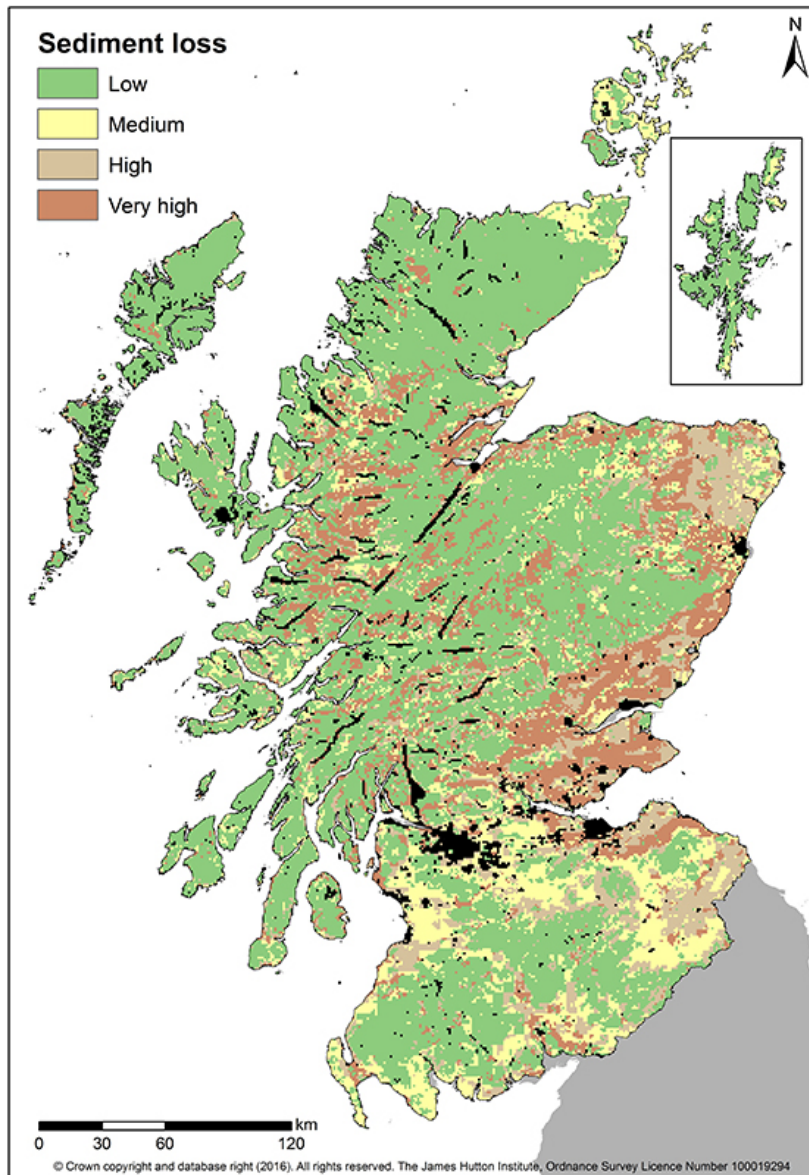 Sediment loss
Low
Medium
High
Very high
N
km
0 30 60 120
© Crown copyright and database right (2016). All rights reserved. The James Hutton Institute, Ordnance Survey Licence Number 100019294